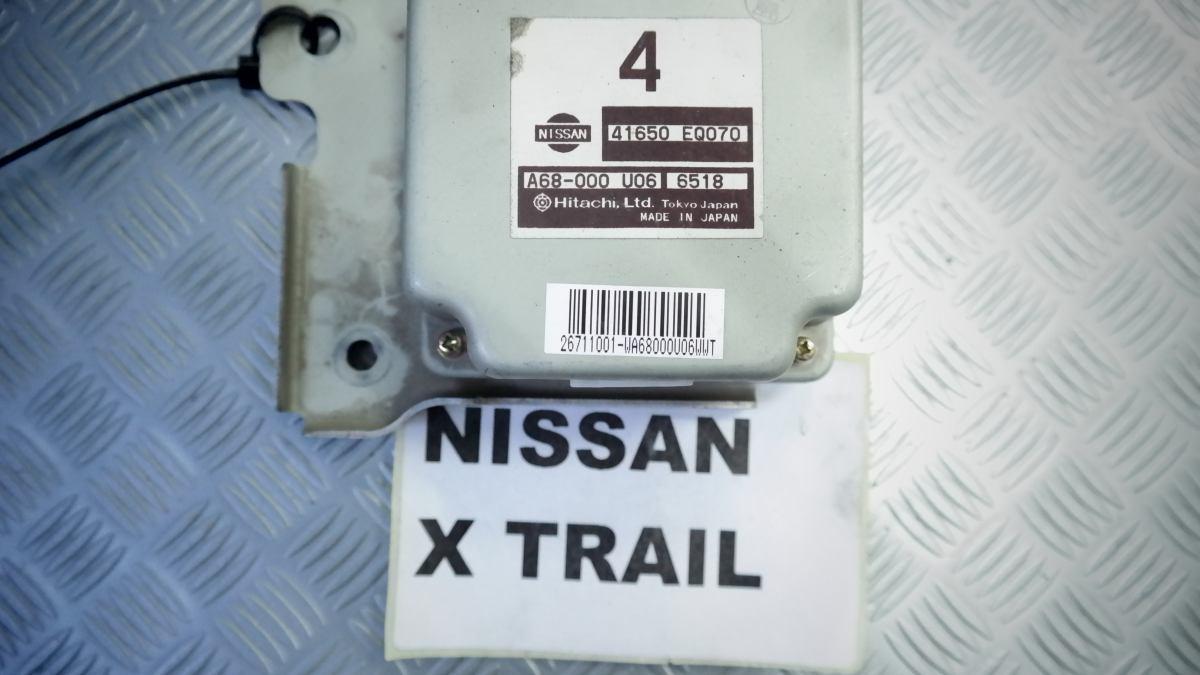 4
NISSAN 41650 EQ070
A68-000 U06 6518
Hitachi, Ltd. Tokyo Japan
MADE IN JAPAN
26711001-WA68000U06WWT
NISSAN
X TRAIL